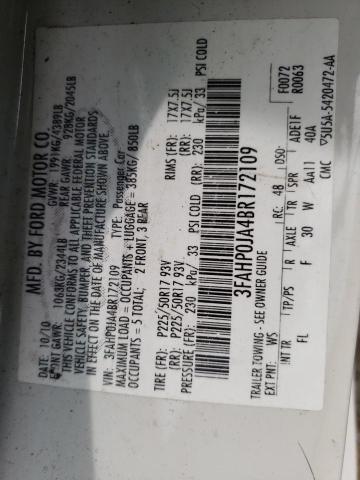 MFD. BY FORD MOTOR CO.
DATE: 10/10 GVWR: 1991KG/4389LB
FRONT GAWR: 1063KG/2344LB REAR GAWR: 928KG/2045LB
THIS VEHICLE CONFORMS TO ALL APPLICABLE FEDERAL MOTOR
VEHICLE SAFETY, BUMPER, AND THEFT PREVENTION STANDARDS
IN EFFECT ON THE DATE OF MANUFACTURE SHOWN ABOVE.
VIN: 3FAHP0JA4BR172109 TYPE: Passenger Car
MAXIMUM LOAD = OCCUPANTS + LUGGAGE = 385KG/ 850LB
OCCUPANTS = 5 TOTAL; 2 FRONT, 3 REAR
TIRE (FR): P225/50R17 93V RIMS (FR): 17X7.5J
(RR): P225/50R17 93V (RR): 17X7.5J
PRESSURE (FR): 230 kPa/ 33 PSI COLD (RR): 230 kPa/ 33 PSI COLD
3FAHP0JA4BR172109 F0072
R0063
TRAILER TOWING - SEE OWNER GUIDE
EXT PNT: WS RC: 48 DSO:
INT TR TP/PS R AXLE TR SPR ADEIF
FL F 30 W AA11 40A
CMC 5U5A-5420472-AA